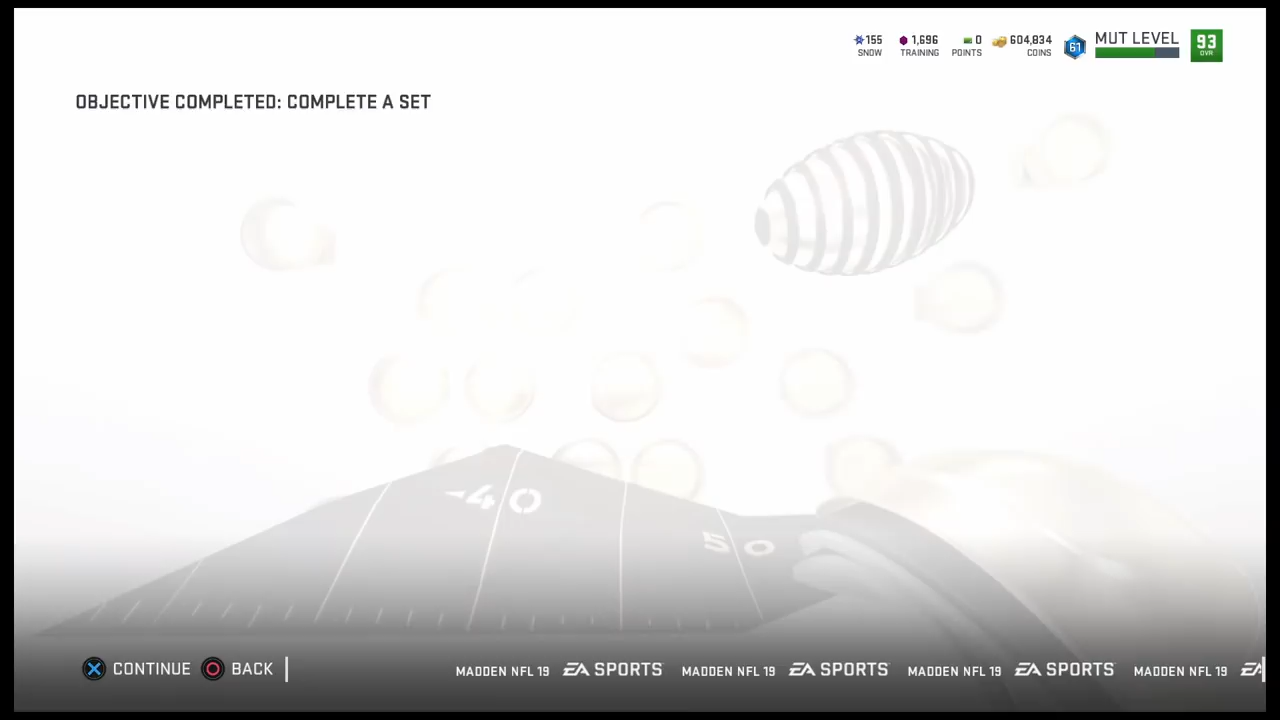 155 SNOW
1,696 TRAINING
0 POINTS
604,834 COINS
61
MUT LEVEL
93 OVR
OBJECTIVE COMPLETED: COMPLETE A SET
40
50
CONTINUE BACK
MADDEN NFL 19 EA SPORTS MADDEN NFL 19 EA SPORTS MADDEN NFL 19 EA SPORTS MADDEN NFL 19 EA